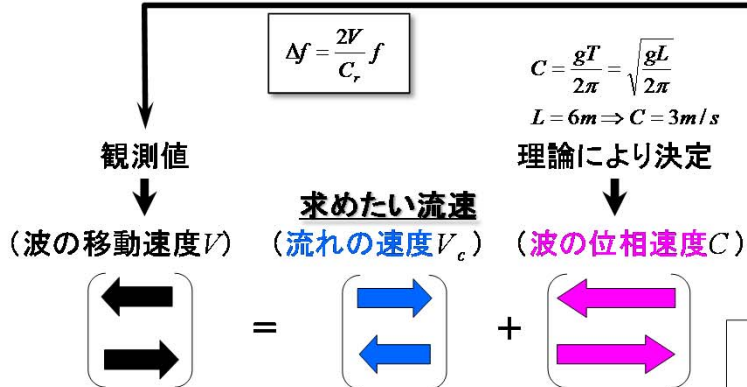 Δf = 2V/C_r f
C = gT/2π = √(gL/2π)
L = 6m ⇒ C = 3m/s
観測値
理論により決定
求めたい流速
（波の移動速度V）（流れの速度V_c）（波の位相速度C）
= +